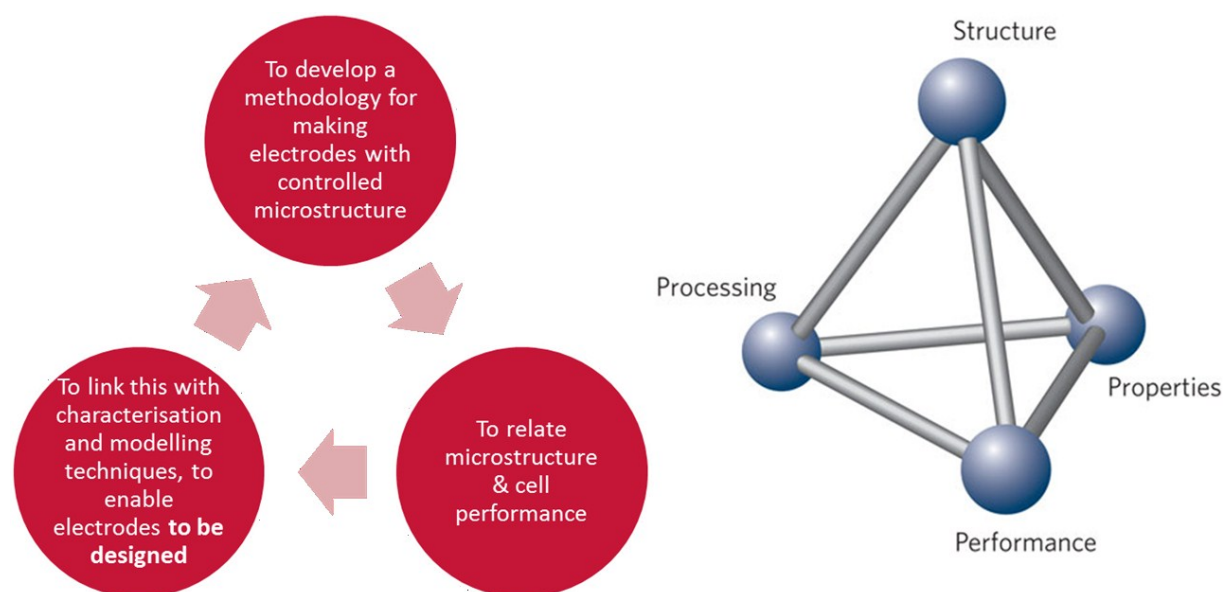 To develop a
methodology for
making
electrodes with
controlled
microstructure
To relate
microstructure
& cell
performance
To link this with
characterisation
and modelling
techniques, to
enable
electrodes to be
designed
Structure
Processing
Properties
Performance